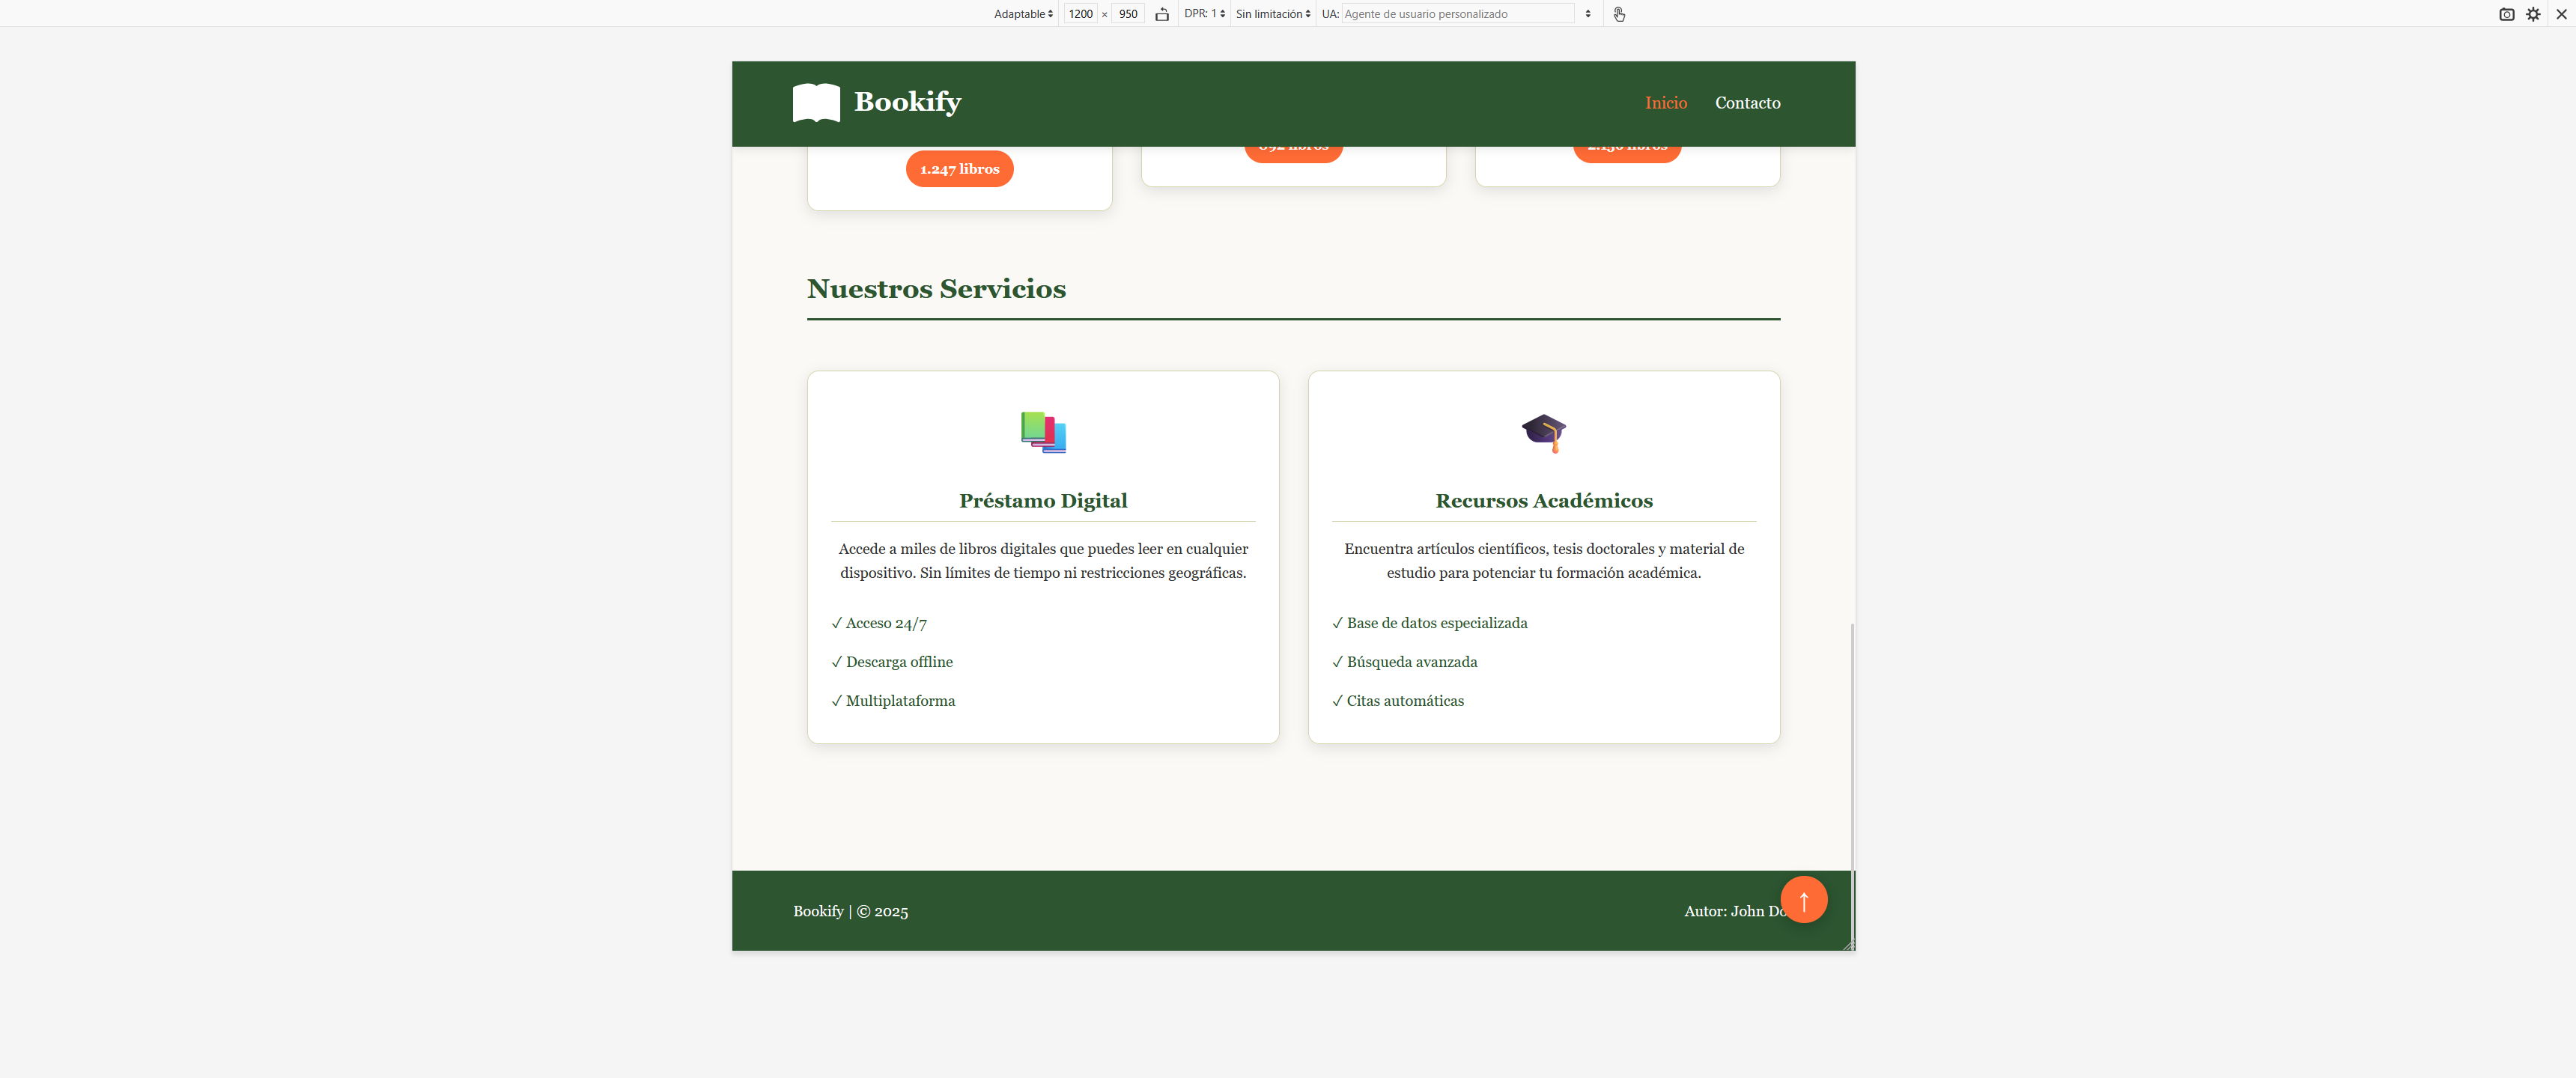 Adaptable 1200 × 950 DPR: 1 Sin limitación UA: Agente de usuario personalizado
Bookify Inicio Contacto
1.247 libros 892 libros libros
Nuestros Servicios
Préstamo Digital
Accede a miles de libros digitales que puedes leer en cualquier
dispositivo. Sin límites de tiempo ni restricciones geográficas.
✓ Acceso 24/7
✓ Descarga offline
✓ Multiplataforma
Recursos Académicos
Encuentra artículos científicos, tesis doctorales y material de
estudio para potenciar tu formación académica.
✓ Base de datos especializada
✓ Búsqueda avanzada
✓ Citas automáticas
Bookify | © 2025
Autor: John Do
↑